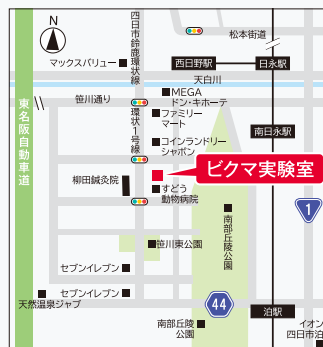 N
四日市鈴鹿環状線
松本街道
マックスバリュー
西日野駅
日永駅
天白川
笹川通り
MEGA
ドン・キホーテ
ファミリー
マート
環状1号線
南日永駅
コインランドリー
シャボン
東名阪自動車道
ビクマ実験室
柳田鍼灸院
すどう
動物病院
南部丘陵公園
1
笹川東公園
セブンイレブン
セブンイレブン
天然温泉ジャブ
44
泊駅
南部丘陵
公園
イオン
四日市泊